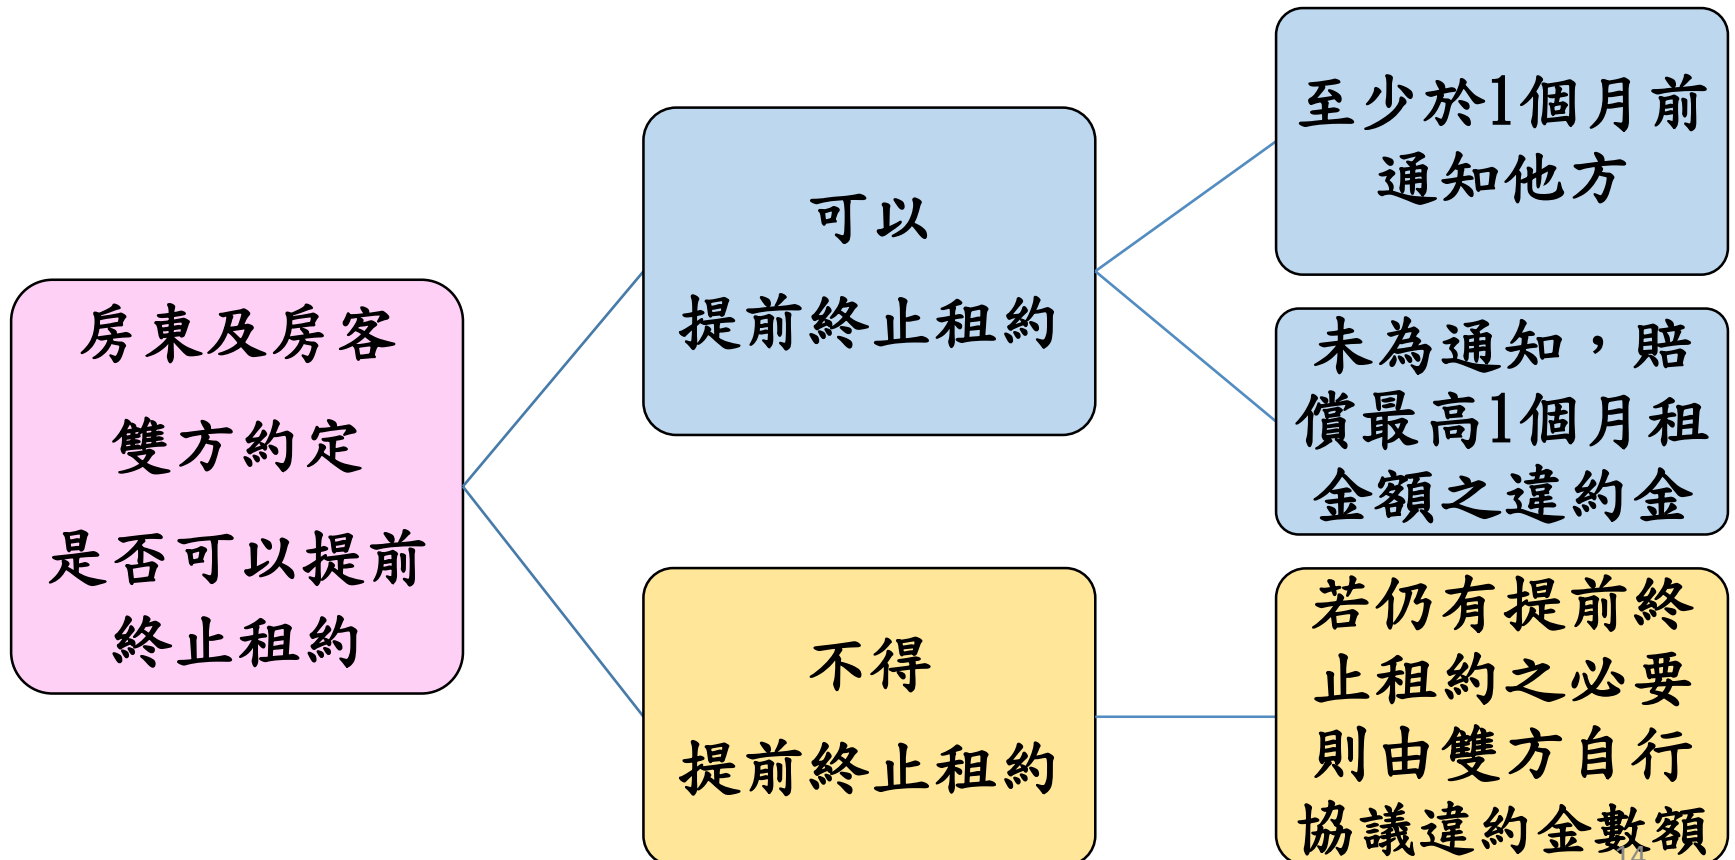 房東及房客
雙方約定
是否可以提前
終止租約
可以
提前終止租約
至少於1個月前
通知他方
未為通知，賠
償最高1個月租
金額之違約金
不得
提前終止租約
若仍有提前終
止租約之必要
則由雙方自行
協議違約金數額
14